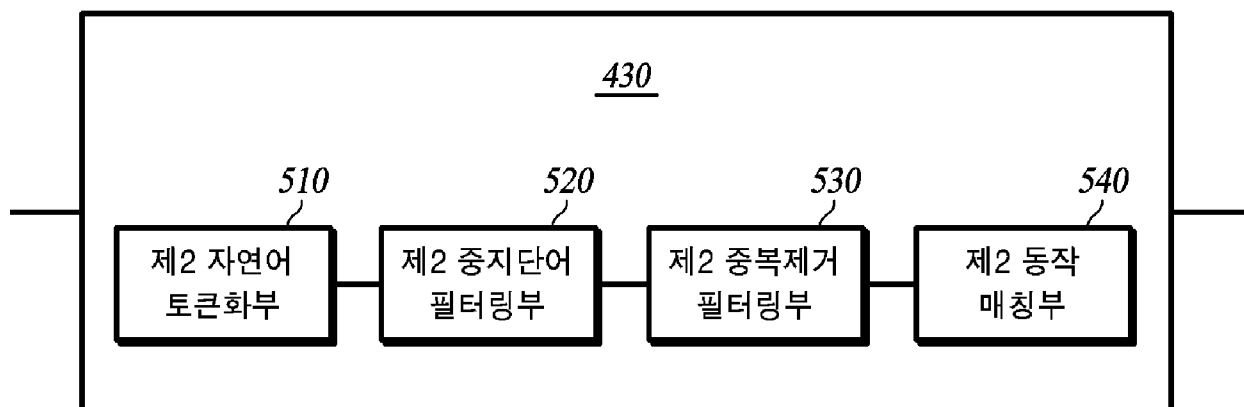 430
510
520
530
540
제2 자연어
토큰화부
제2 중지단어
필터링부
제2 중복제거
필터링부
제2 동작
매칭부